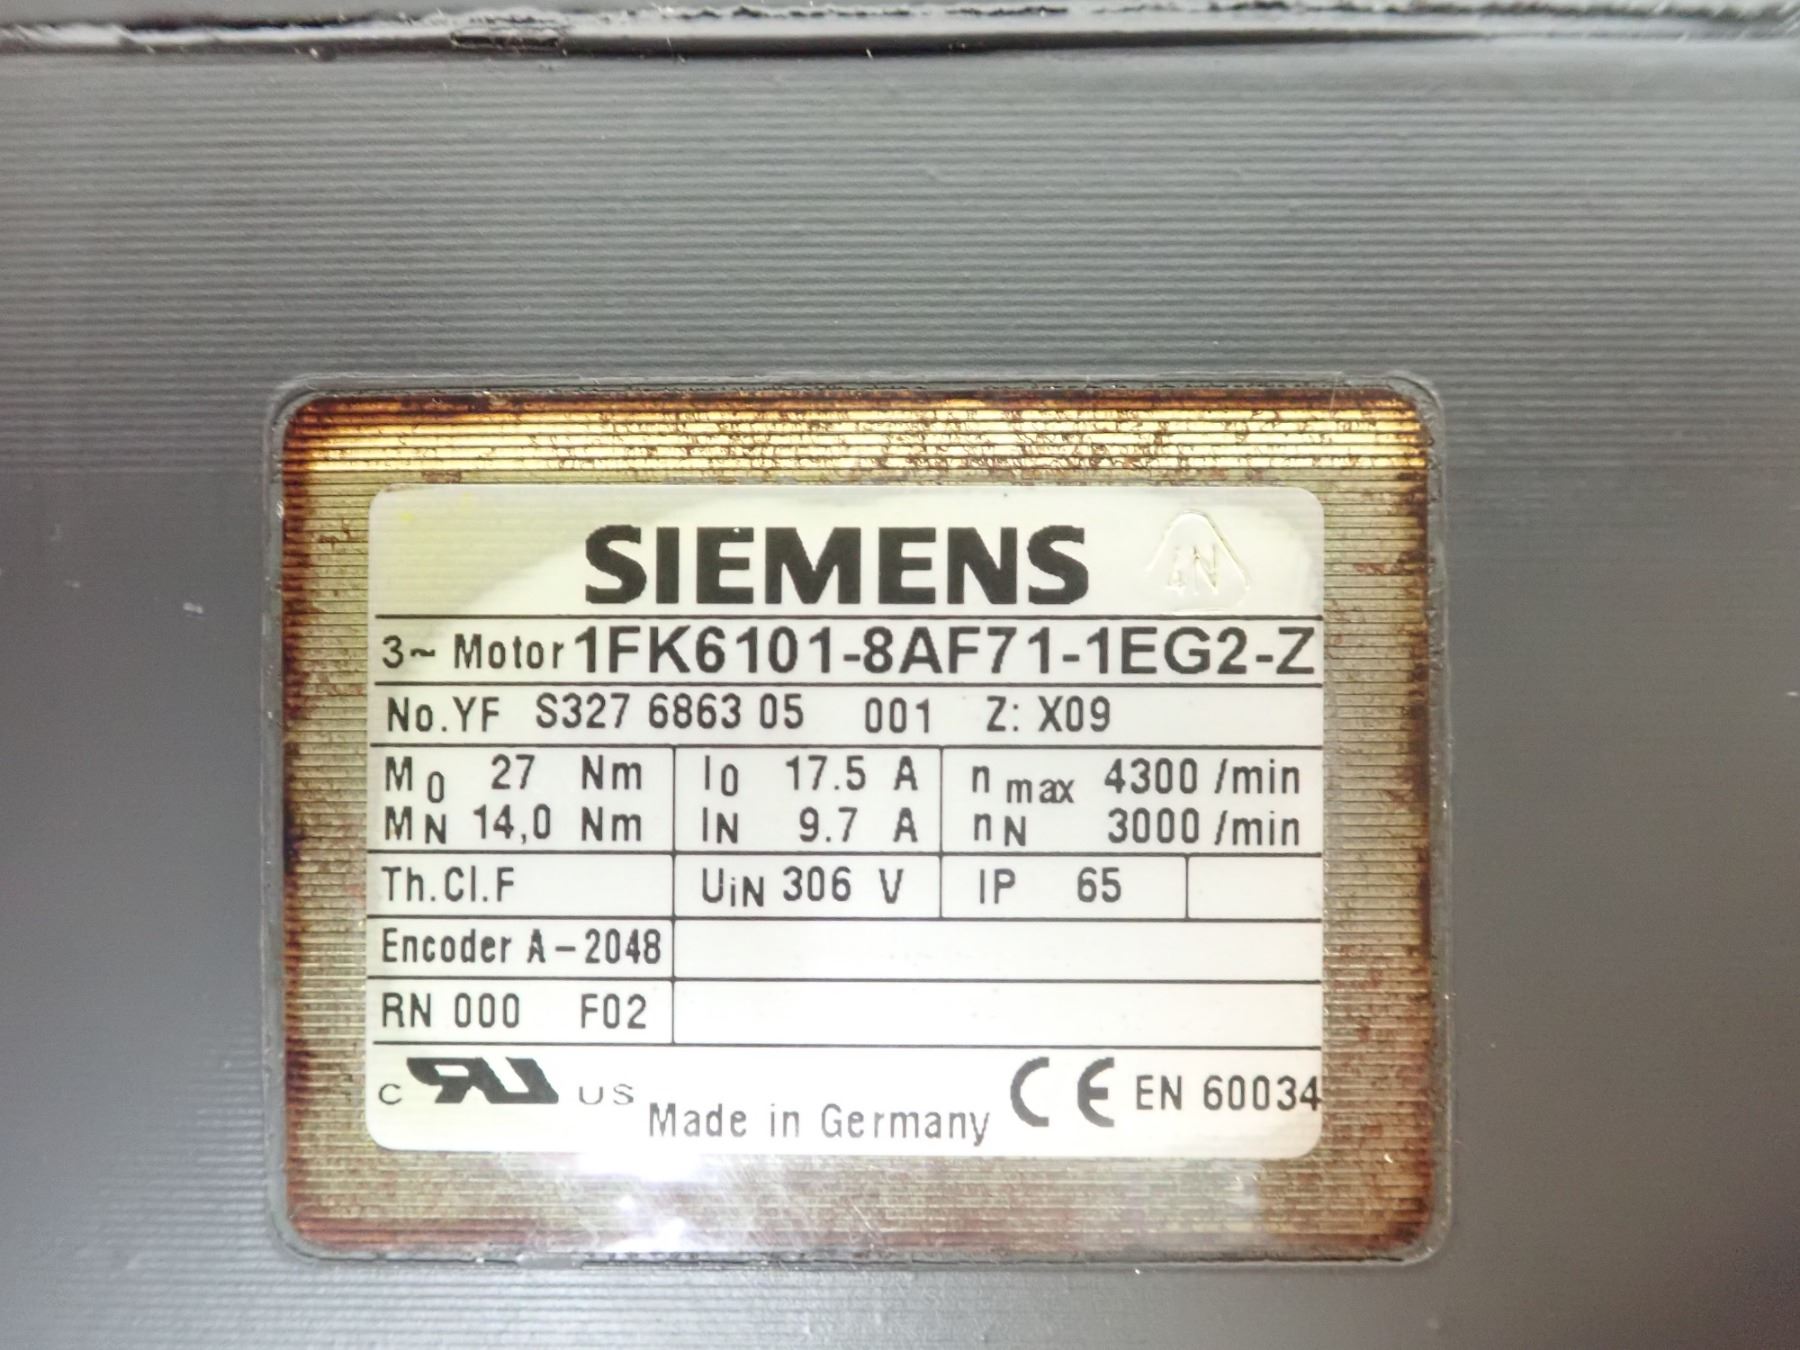 SIEMENS
3~ Motor 1FK6101-8AF71-1EG2-Z
No.YF S327 6863 05 001 Z: X09
M0 27 Nm I0 17.5 A n max 4300 /min
MN 14,0 Nm IN 9.7 A nN 3000 /min
Th.Cl.F UiN 306 V IP 65
Encoder A-2048
RN 000 F02
c RU US Made in Germany CE EN 60034